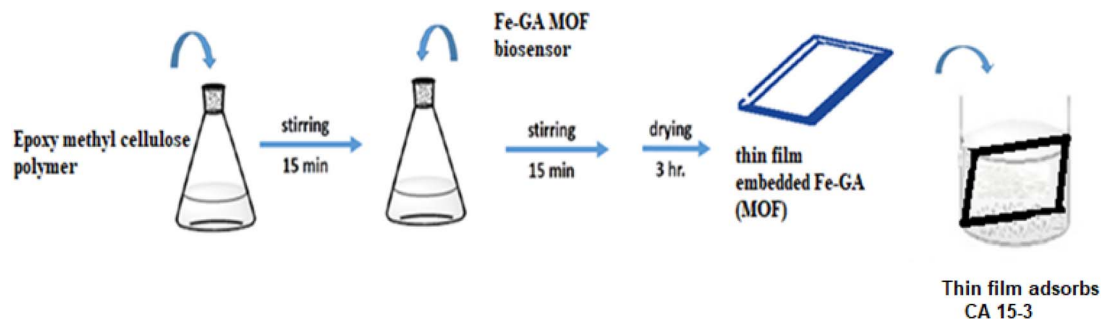 Epoxy methyl cellulose
polymer
stirring
15 min
Fe-GA MOF
biosensor
stirring
15 min
drying
3 hr.
thin film
embedded Fe-GA
(MOF)
Thin film adsorbs
CA 15-3